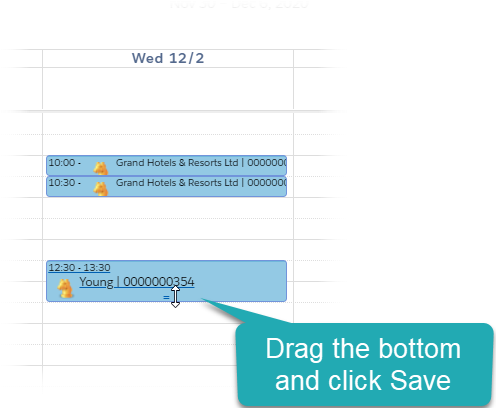 Wed 12/2
10:00 - Grand Hotels & Resorts Ltd | 000000
10:30 - Grand Hotels & Resorts Ltd | 000000
12:30 - 13:30
Young | 0000000354
Drag the bottom
and click Save